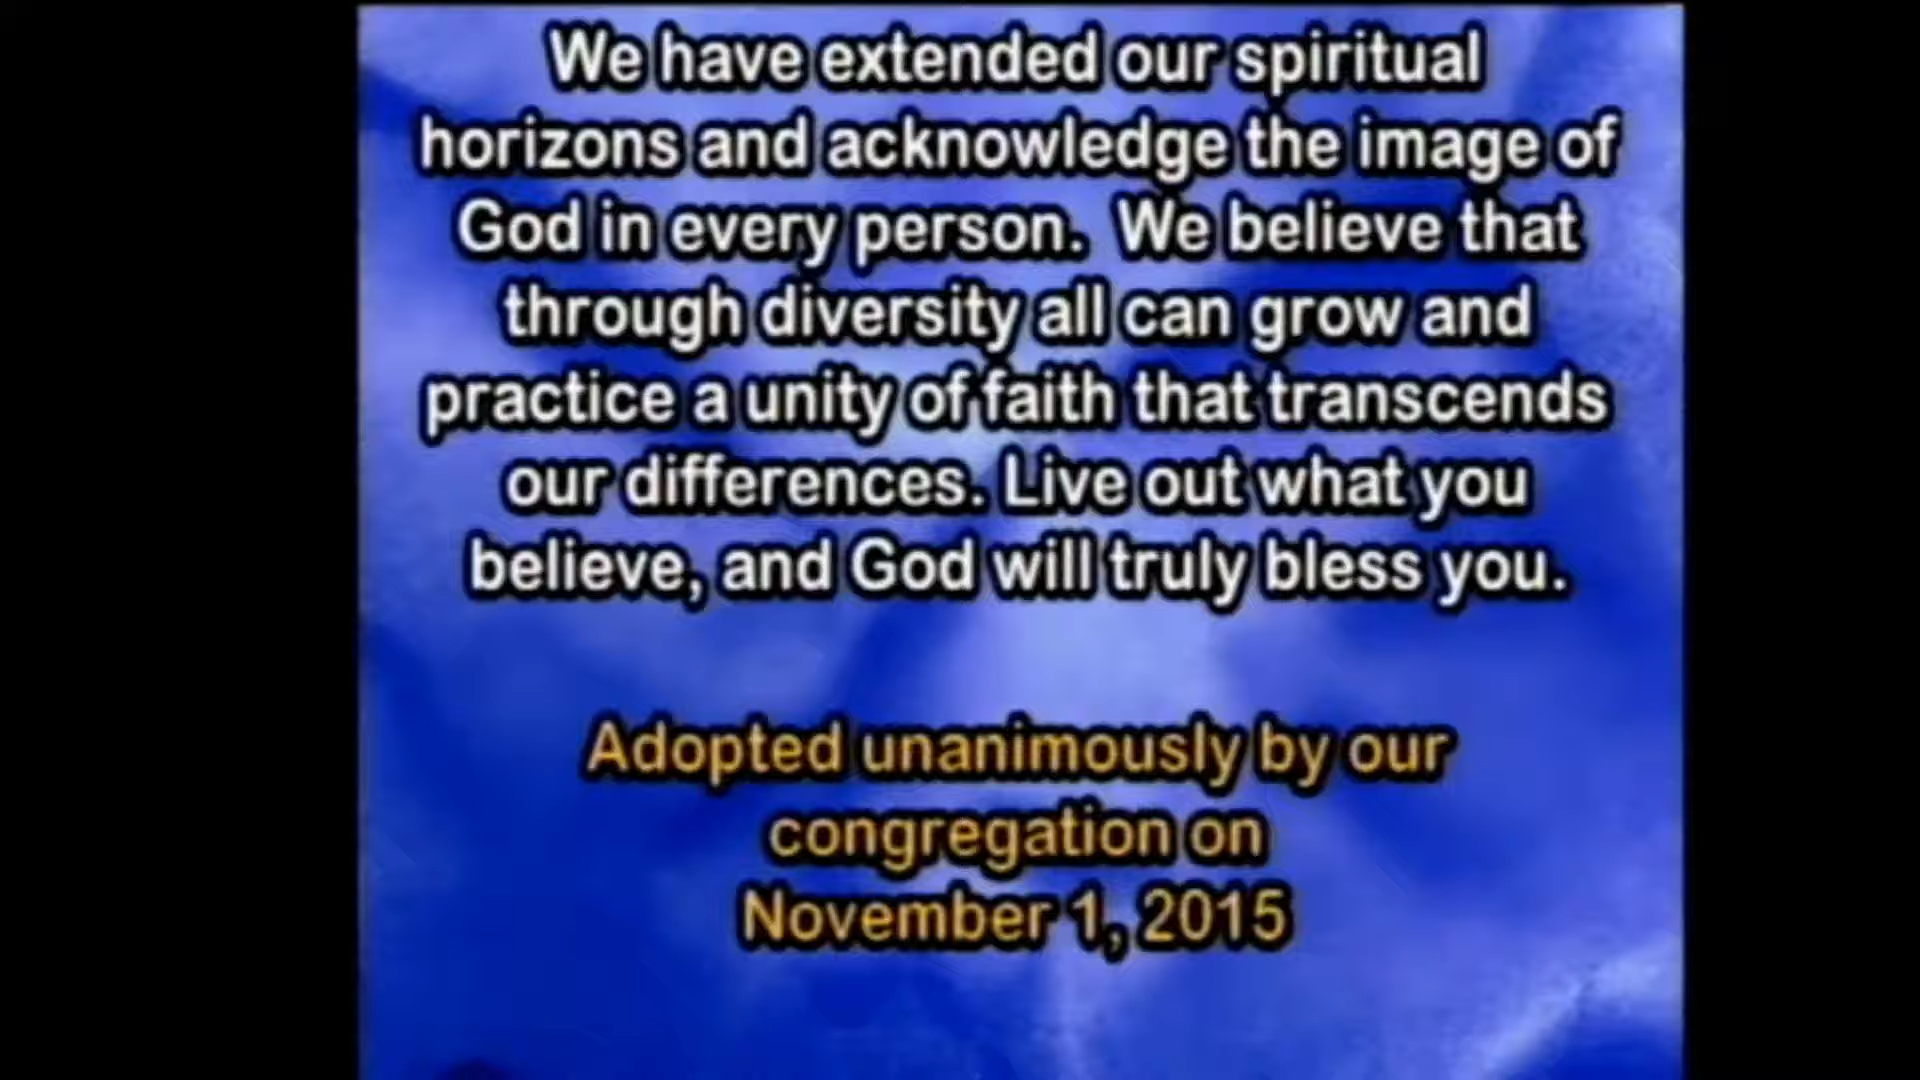 We have extended our spiritual
horizons and acknowledge the image of
God in every person.  We believe that
through diversity all can grow and
practice a unity of faith that transcends
our differences. Live out what you
believe, and God will truly bless you.
Adopted unanimously by our
congregation on
November 1, 2015